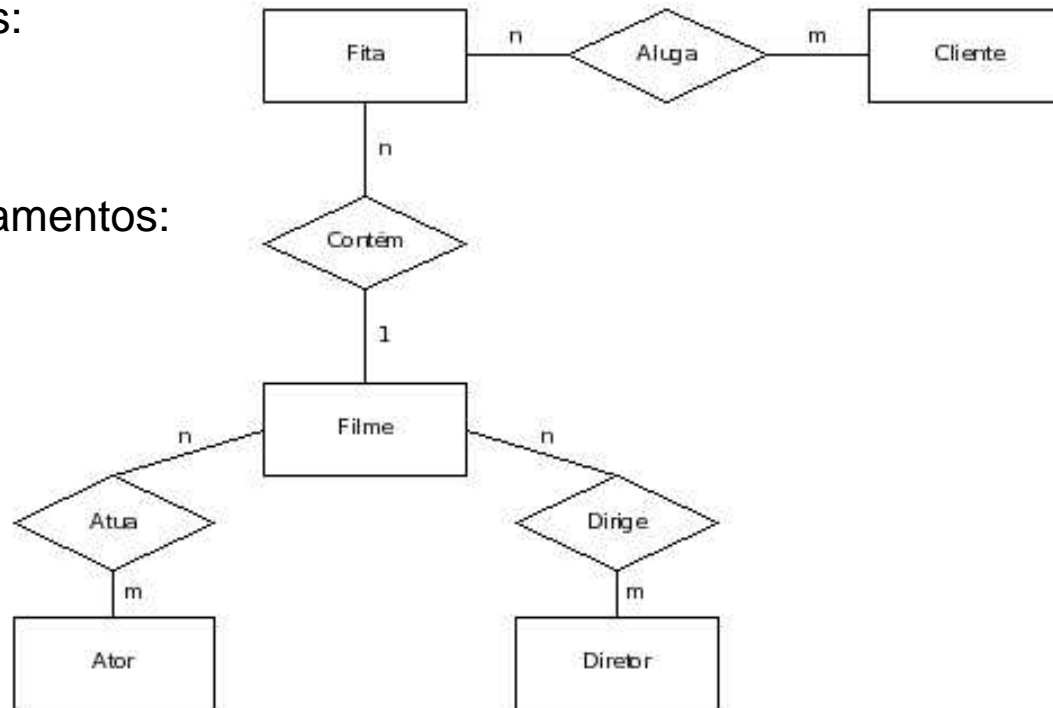 s:
Fita n Aluga m Cliente
n
amentos:
Contém
1
Filme
n n
Atua Dirige
m m
Ator Diretor